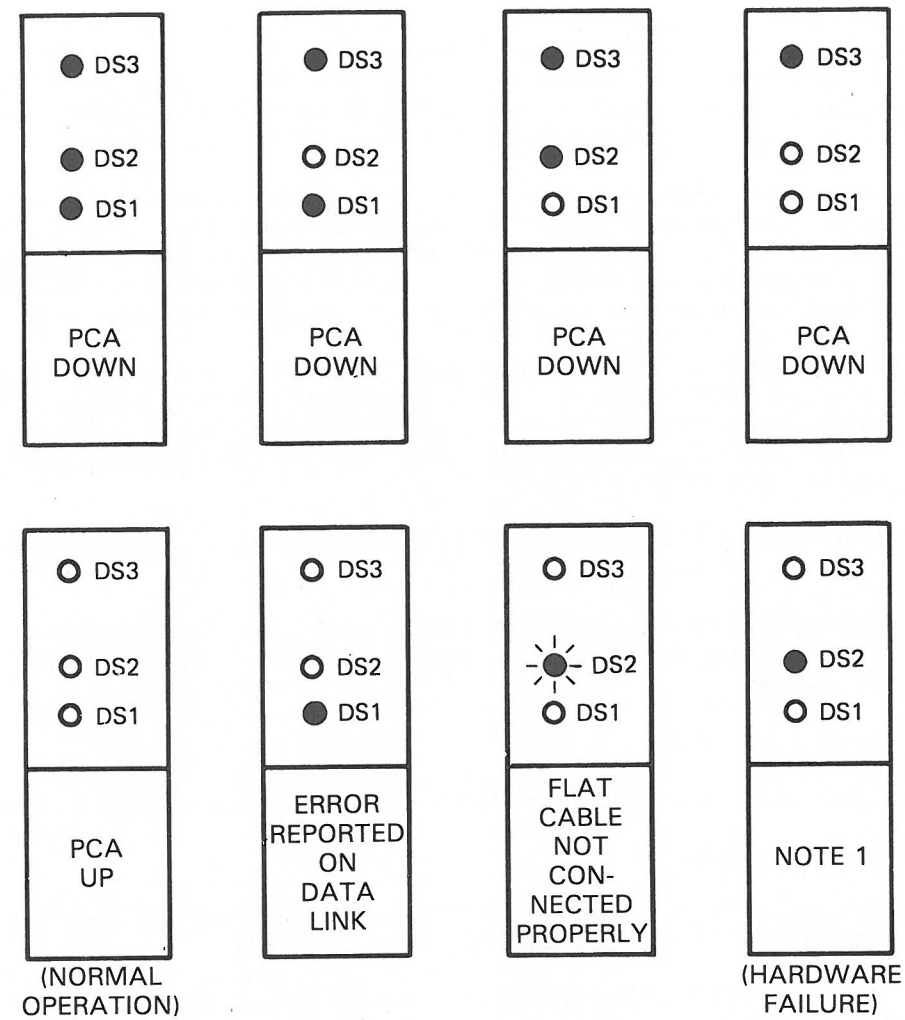 DS3
DS2
DS1
PCA
DOWN
DS3
DS2
DS1
PCA
DOWN
DS3
DS2
DS1
PCA
DOWN
DS3
DS2
DS1
PCA
DOWN
DS3
DS2
DS1
PCA
UP
(NORMAL
OPERATION)
DS3
DS2
DS1
ERROR
REPORTED
ON
DATA
LINK
DS3
DS2
DS1
FLAT
CABLE
NOT
CON-
NECTED
PROPERLY
DS3
DS2
DS1
NOTE 1
(HARDWARE
FAILURE)